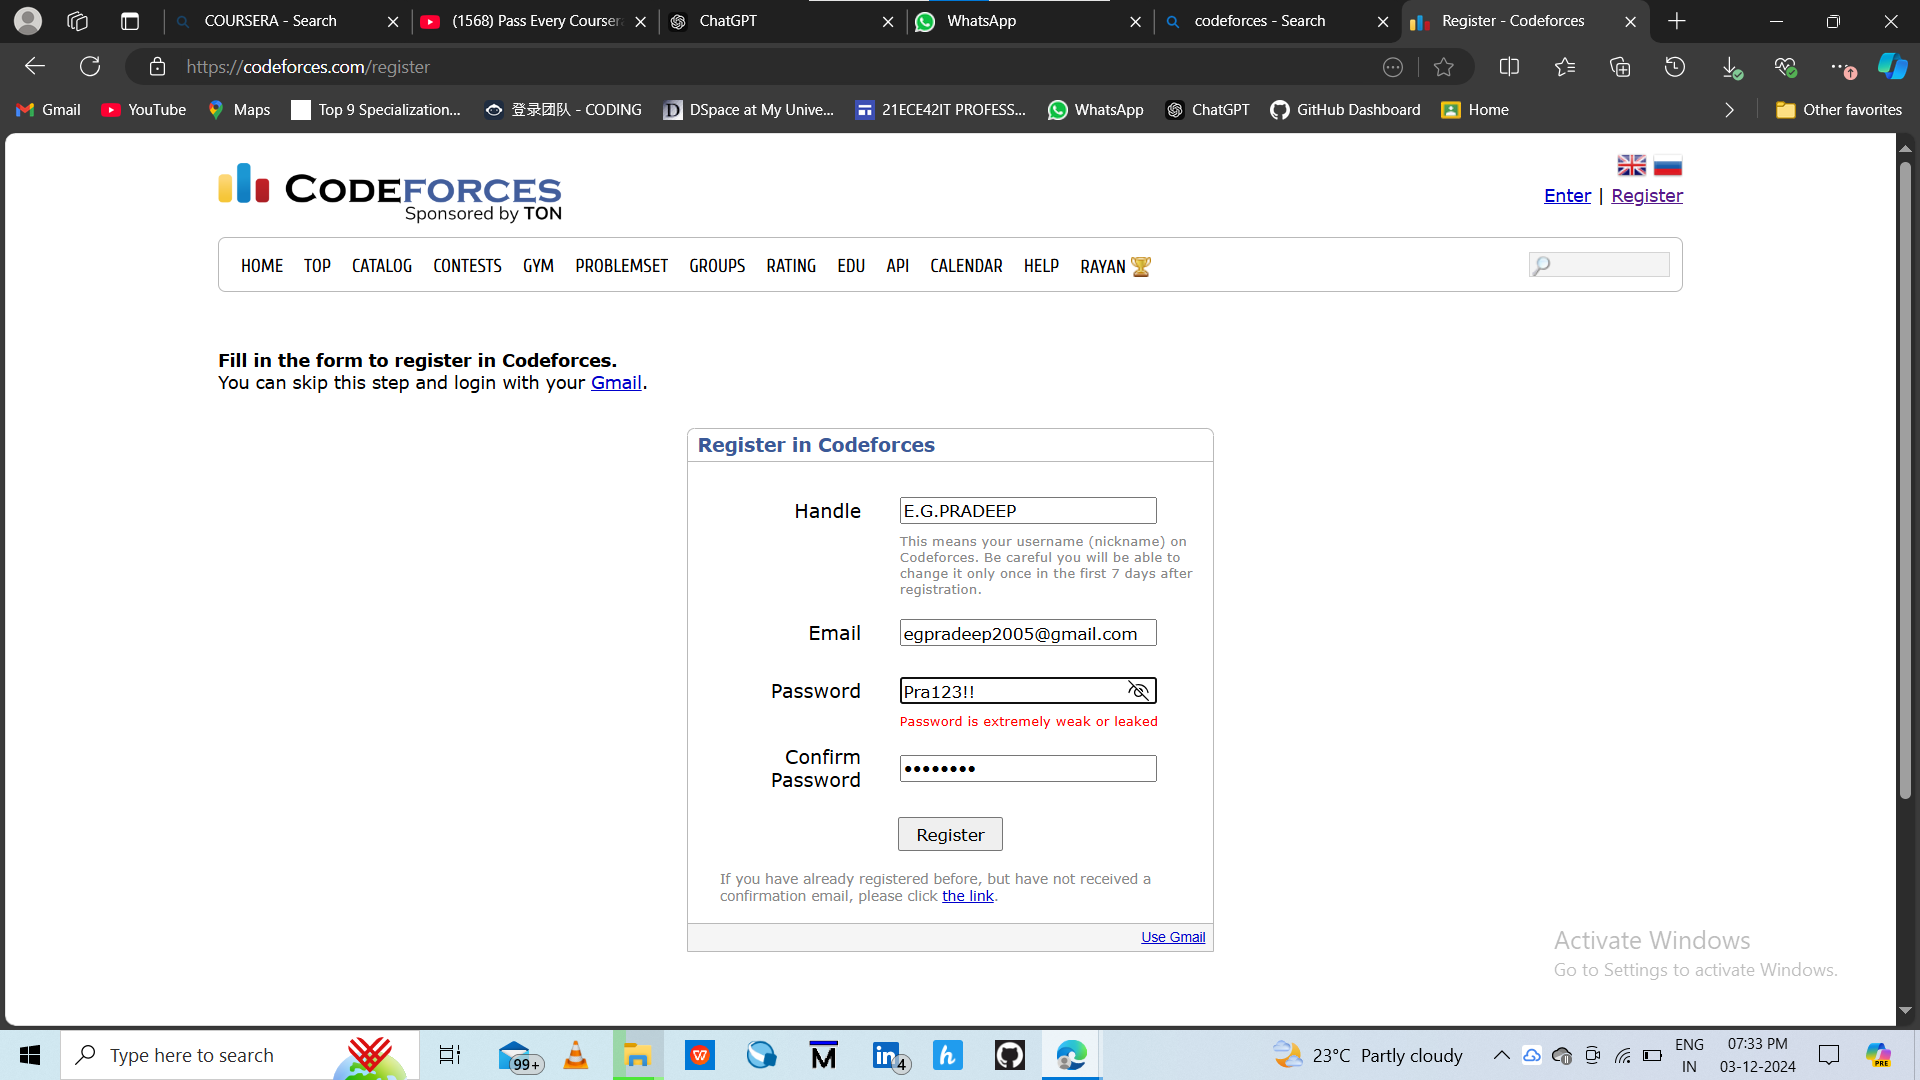 COURSERA - Search
(1568) Pass Every Coursera
ChatGPT
WhatsApp
codeforces - Search
Register - Codeforces
https://codeforces.com/register
Gmail
YouTube
Maps
Top 9 Specialization...
登录团队 - CODING
DSpace at My Unive...
21ECE42IT PROFESS...
WhatsApp
ChatGPT
GitHub Dashboard
Home
Other favorites
CODEFORCES
Sponsored by TON
Enter | Register
HOME TOP CATALOG CONTESTS GYM PROBLEMSET GROUPS RATING EDU API CALENDAR HELP RAYAN
Fill in the form to register in Codeforces.
You can skip this step and login with your Gmail.
Register in Codeforces
Handle
E.G.PRADEEP
This means your username (nickname) on
Codeforces. Be careful you will be able to
change it only once in the first 7 days after
registration.
Email
egpradeep2005@gmail.com
Password
Pra123!!
Password is extremely weak or leaked
Confirm
Password
••••••••
Register
If you have already registered before, but have not received a
confirmation email, please click the link.
Use Gmail
Activate Windows
Go to Settings to activate Windows.
Type here to search
99+
4
23°C Partly cloudy
ENG
IN
07:33 PM
03-12-2024
PRE